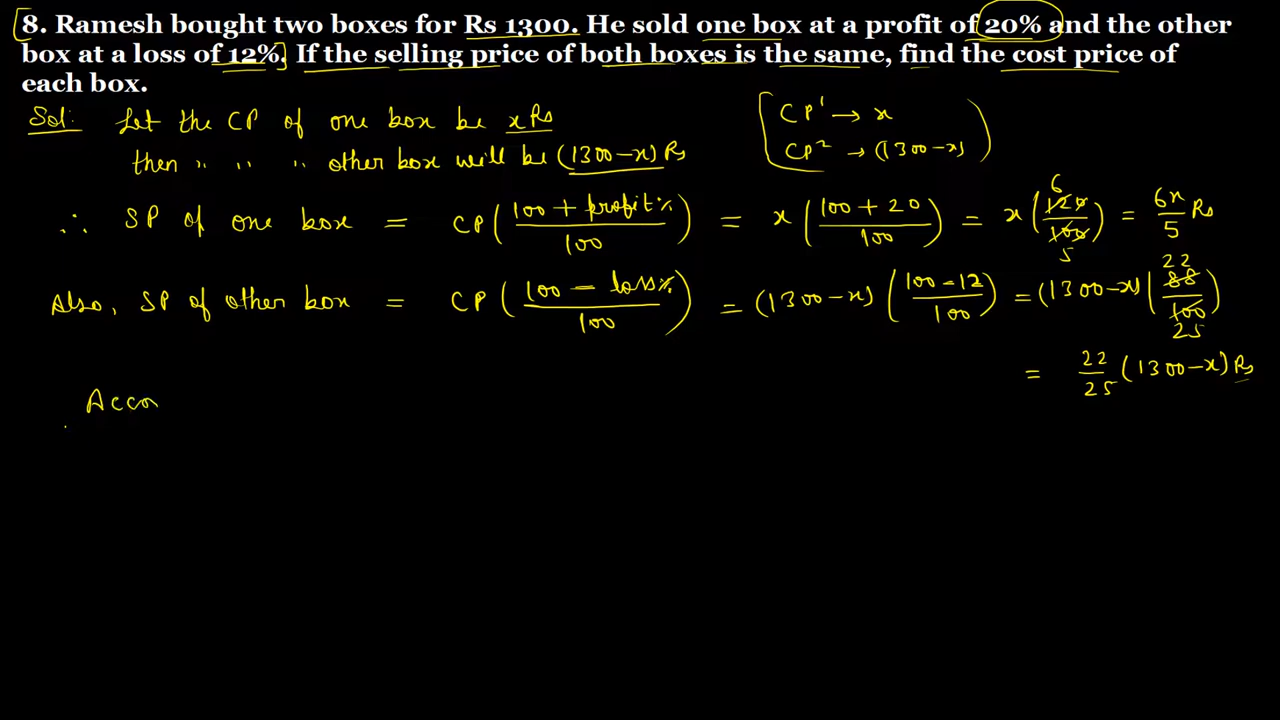 8. Ramesh bought two boxes for Rs 1300. He sold one box at a profit of 20% and the other
box at a loss of 12%. If the selling price of both boxes is the same, find the cost price of
each box.
Sol: Let the CP of one box be x Rs
then " " " other box will be (1300-x) Rs
CP¹ → x
CP² → (1300-x)
∴ SP of one box = CP (100 + profit% / 100) = x (100 + 20 / 100) = x (120 / 100) 6 5 = 6x/5 Rs
Also, SP of other box = CP (100 - loss% / 100) = (1300-x) (100-12 / 100) = (1300-x) (88 / 100) 22 25
= 22/25 (1300-x) Rs
Acco